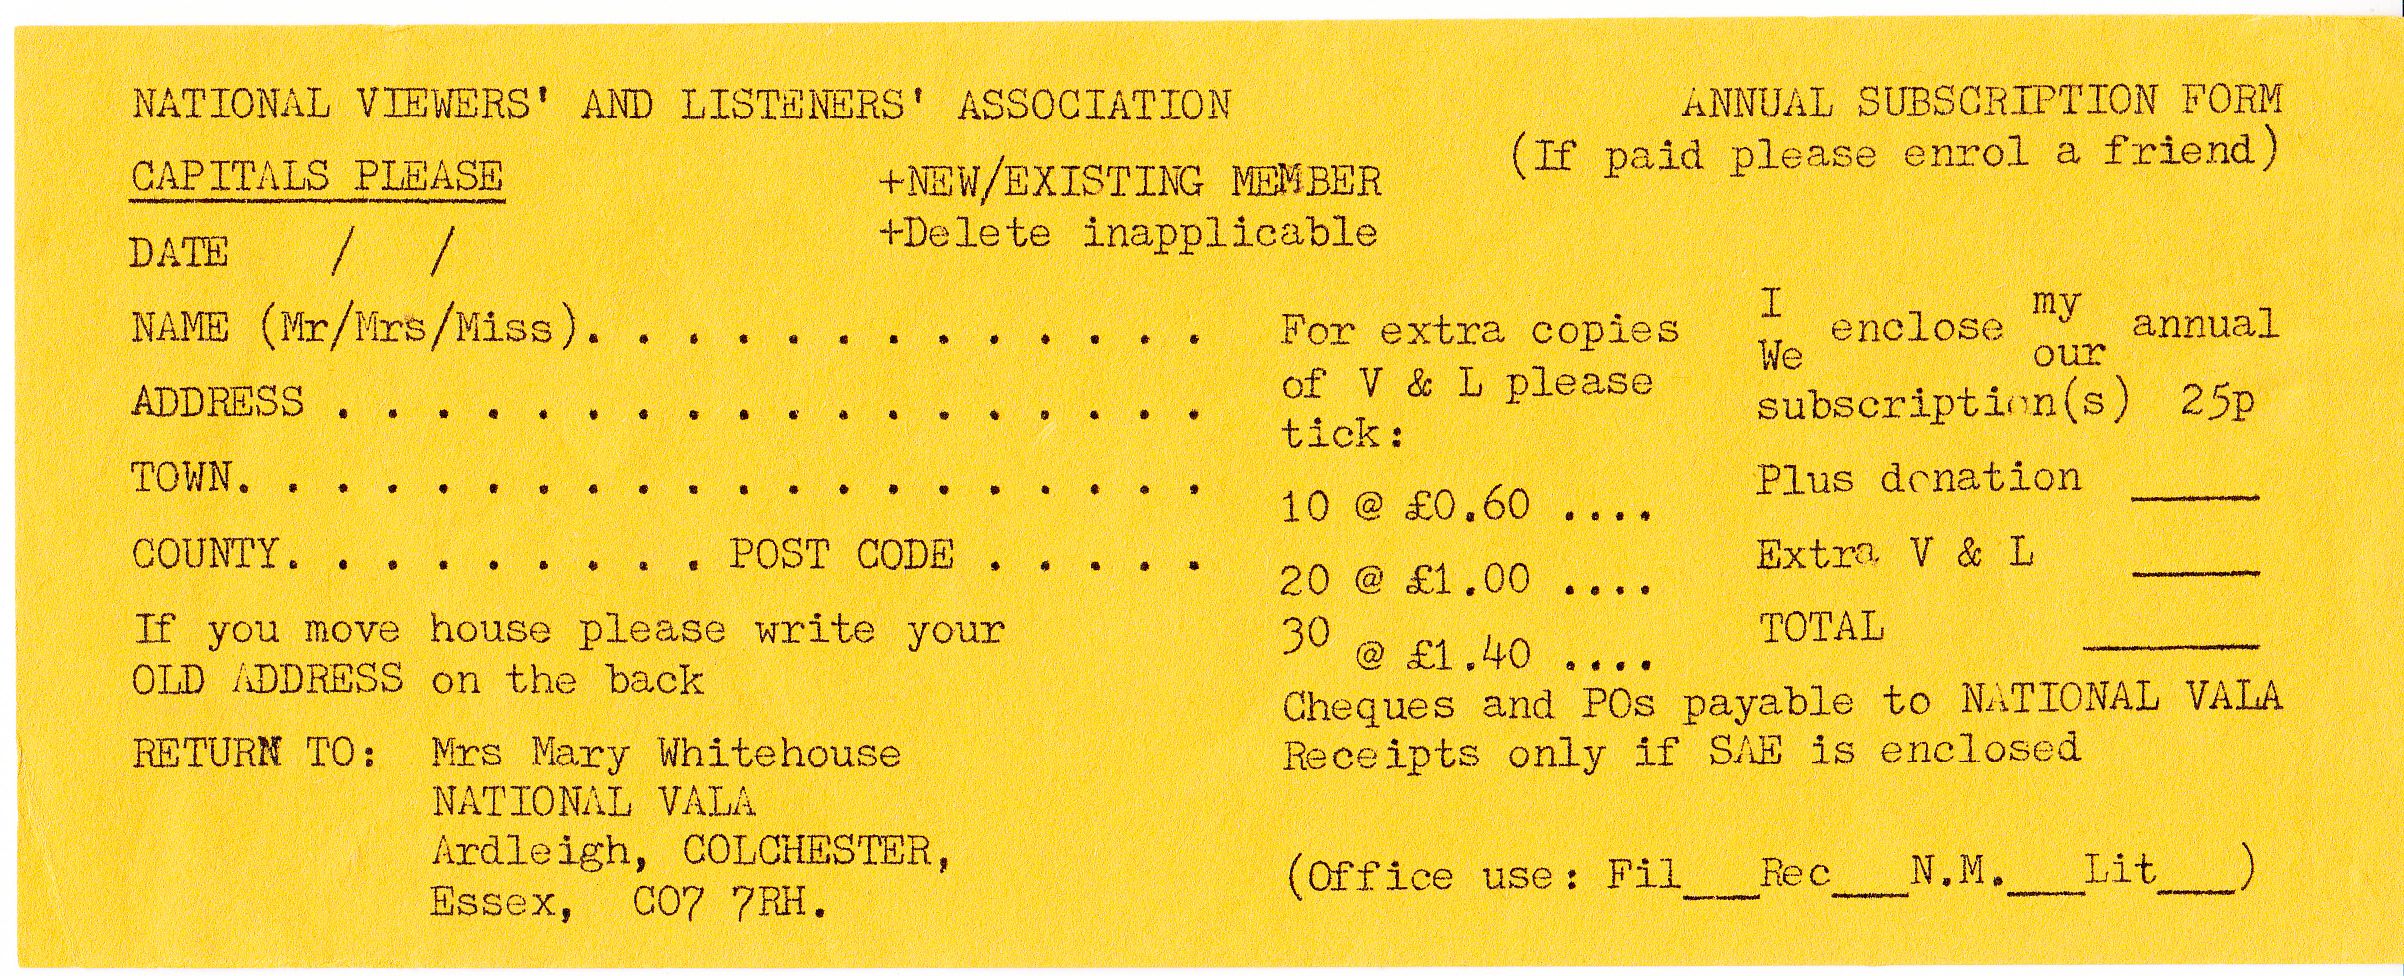 NATIONAL VIEWERS' AND LISTENERS' ASSOCIATION
ANNUAL SUBSCRIPTION FORM
(If paid please enrol a friend)
CAPITALS PLEASE
+NEW/EXISTING MEMBER
+Delete inapplicable
DATE / /
NAME (Mr/Mrs/Miss). . . . . . . . . . . . .
ADDRESS . . . . . . . . . . . . . . . . . .
TOWN. . . . . . . . . . . . . . . . . . . .
COUNTY. . . . . . . . . POST CODE . . . . .
If you move house please write your
OLD ADDRESS on the back
RETURN TO: Mrs Mary Whitehouse
NATIONAL VALA
Ardleigh, COLCHESTER,
Essex, CO7 7RH.
For extra copies
of V & L please
tick:
10 @ £0.60 ....
20 @ £1.00 ....
30 @ £1.40 ....
I We enclose my our annual
subscription(s) 25p
Plus donation _____
Extra V & L _____
TOTAL _______
Cheques and POs payable to NATIONAL VALA
Receipts only if SAE is enclosed
(Office use: Fil___Rec___N.M.___Lit___)